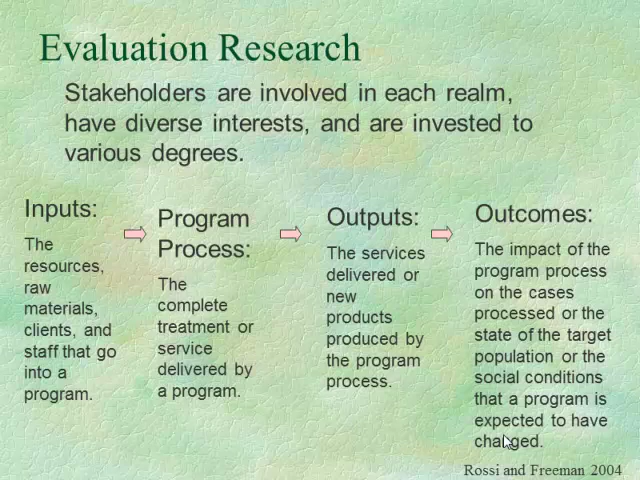 Evaluation Research
Stakeholders are involved in each realm,
have diverse interests, and are invested to
various degrees.
Inputs:
The
resources,
raw
materials,
clients, and
staff that go
into a
program.
Program
Process:
The
complete
treatment or
service
delivered by
a program.
Outputs:
The services
delivered or
new
products
produced by
the program
process.
Outcomes:
The impact of the
program process
on the cases
processed or the
state of the target
population or the
social conditions
that a program is
expected to have
changed.
Rossi and Freeman 2004